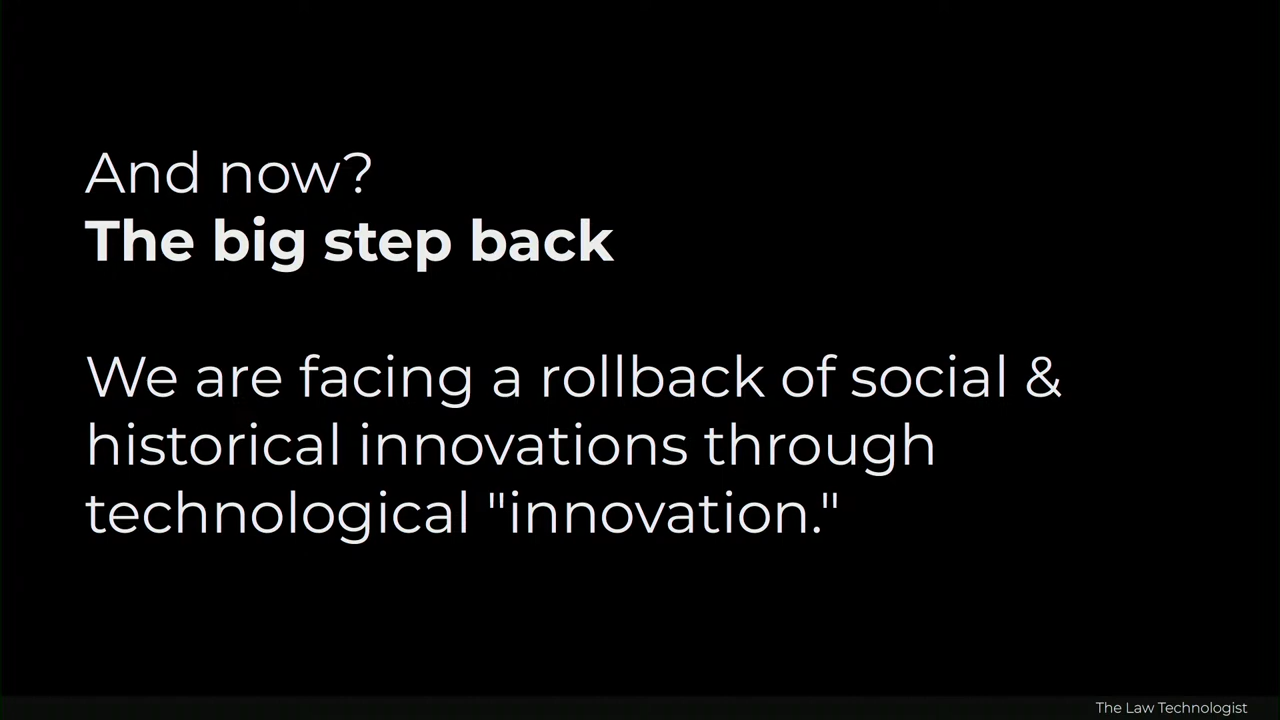 And now?
The big step back
We are facing a rollback of social &
historical innovations through
technological "innovation."
The Law Technologist